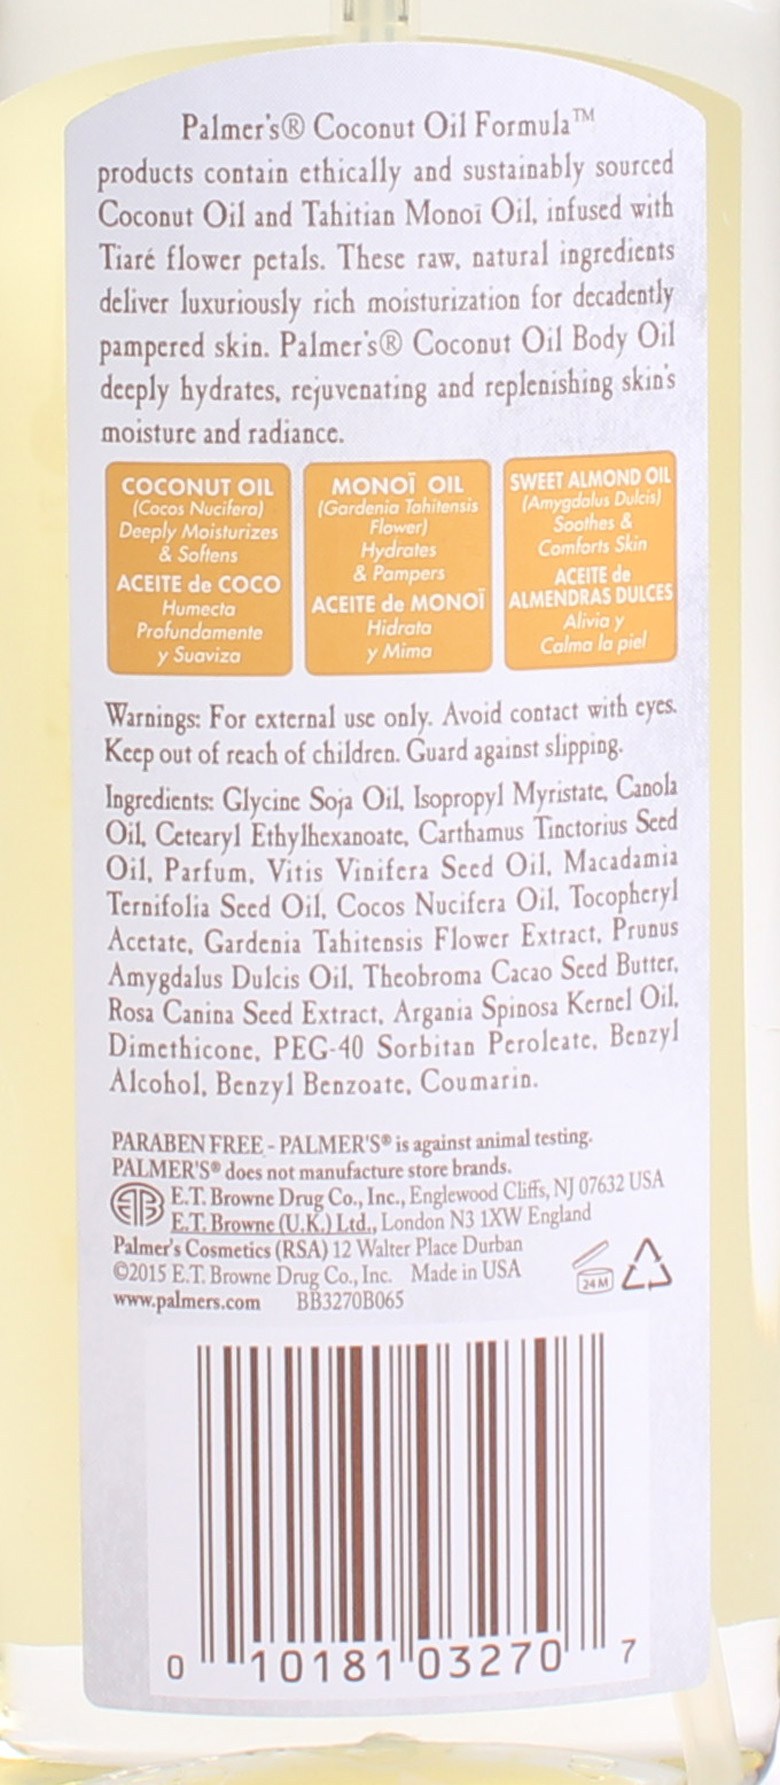 Palmer's® Coconut Oil Formula™
products contain ethically and sustainably sourced
Coconut Oil and Tahitian Monoï Oil, infused with
Tiaré flower petals. These raw, natural ingredients
deliver luxuriously rich moisturization for decadently
pampered skin. Palmer's® Coconut Oil Body Oil
deeply hydrates, rejuvenating and replenishing skin's
moisture and radiance.
COCONUT OIL
(Cocos Nucifera)
Deeply Moisturizes
& Softens
ACEITE de COCO
Humecta
Profundamente
y Suaviza
MONOÏ OIL
(Gardenia Tahitensis
Flower)
Hydrates
& Pampers
ACEITE de MONOÏ
Hidrata
y Mima
SWEET ALMOND OIL
(Amygdalus Dulcis)
Soothes &
Comforts Skin
ACEITE de
ALMENDRAS DULCES
Alivia y
Calma la piel
Warnings: For external use only. Avoid contact with eyes.
Keep out of reach of children. Guard against slipping.
Ingredients: Glycine Soja Oil, Isopropyl Myristate, Canola
Oil, Cetearyl Ethylhexanoate, Carthamus Tinctorius Seed
Oil, Parfum, Vitis Vinifera Seed Oil, Macadamia
Ternifolia Seed Oil, Cocos Nucifera Oil, Tocopheryl
Acetate, Gardenia Tahitensis Flower Extract, Prunus
Amygdalus Dulcis Oil, Theobroma Cacao Seed Butter,
Rosa Canina Seed Extract, Argania Spinosa Kernel Oil,
Dimethicone, PEG-40 Sorbitan Peroleate, Benzyl
Alcohol, Benzyl Benzoate, Coumarin.
PARABEN FREE - PALMER'S® is against animal testing.
PALMER'S® does not manufacture store brands.
E.T. Browne Drug Co., Inc., Englewood Cliffs, NJ 07632 USA
E.T. Browne (U.K.) Ltd., London N3 1XW England
Palmer's Cosmetics (RSA) 12 Walter Place Durban
©2015 E.T. Browne Drug Co., Inc. Made in USA
24 M
www.palmers.com BB3270B065
0 10181 03270 7